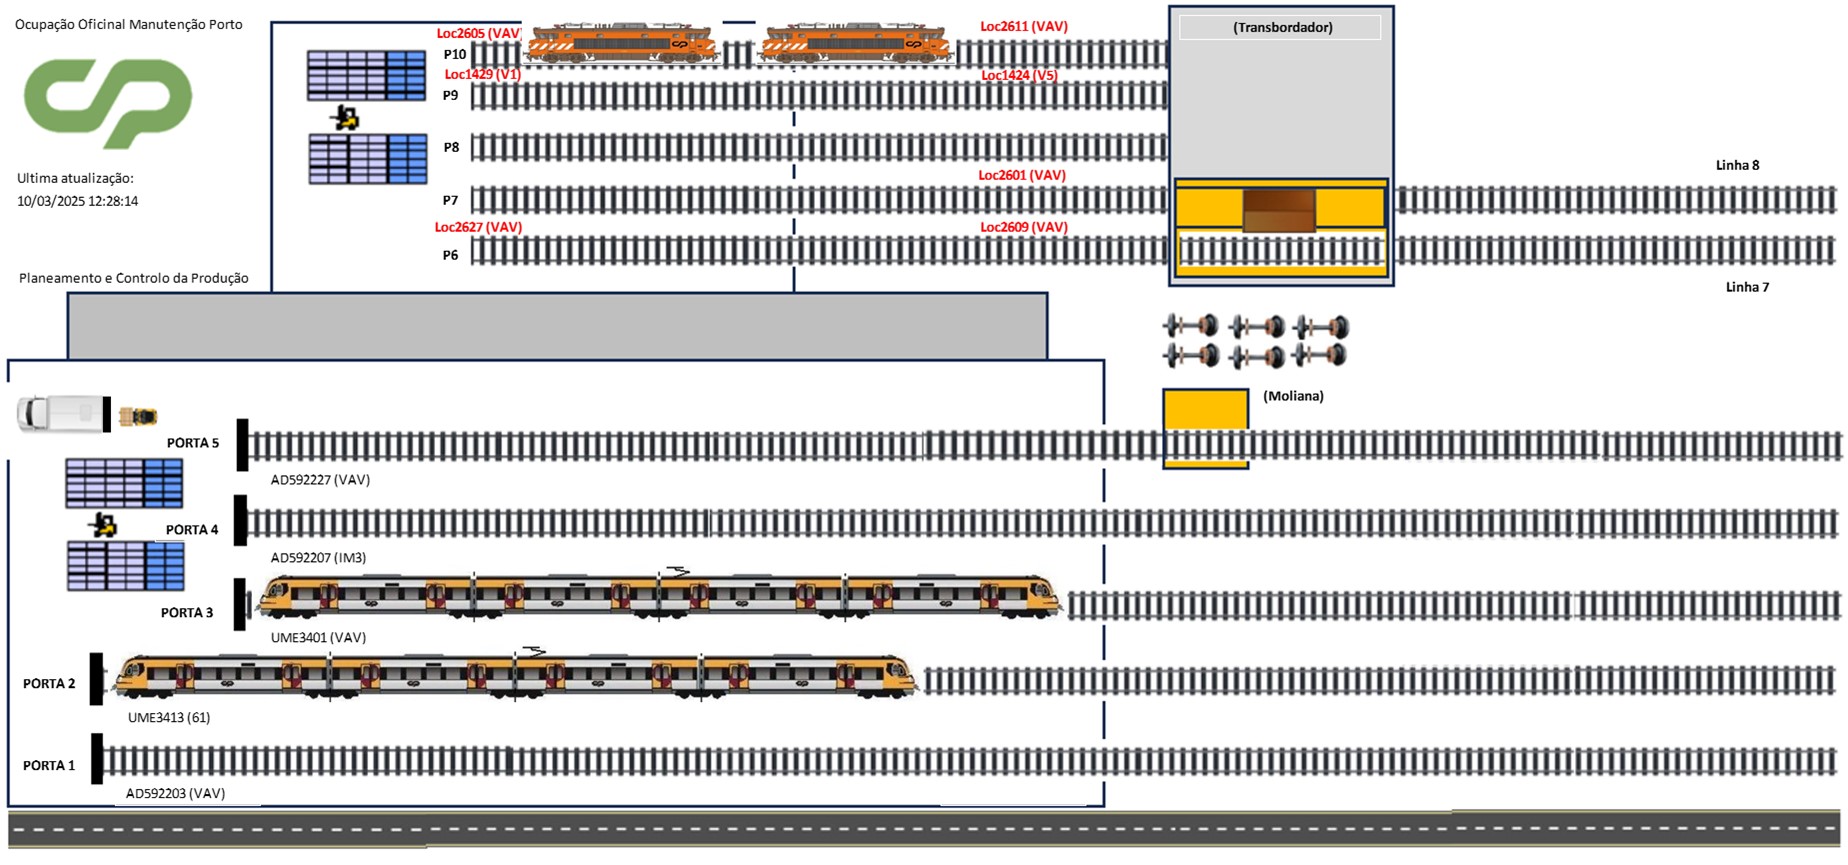 Ocupação Oficinal Manutenção Porto
Ultima atualização:
10/03/2025 12:28:14
Planeamento e Controlo da Produção
Loc2605 (VAV)
Loc2611 (VAV)
(Transbordador)
P10
Loc1429 (V1)
Loc1424 (V5)
P9
P8
Loc2601 (VAV)
Linha 8
P7
Loc2627 (VAV)
Loc2609 (VAV)
P6
Linha 7
(Moliana)
PORTA 5
AD592227 (VAV)
PORTA 4
AD592207 (IM3)
PORTA 3
UME3401 (VAV)
PORTA 2
UME3413 (61)
PORTA 1
AD592203 (VAV)